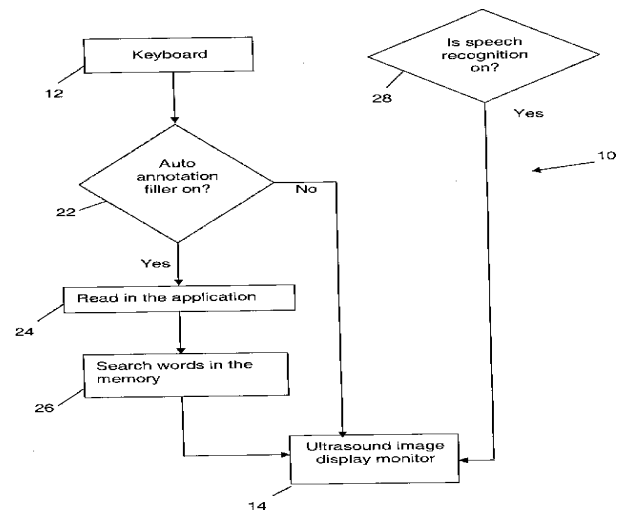 Keyboard
12
Is speech
recognition
on?
28
Yes
10
Auto
annotation
filler on?
22
No
Yes
Read in the application
24
Search words in the
memory
26
Ultrasound image
display monitor
14